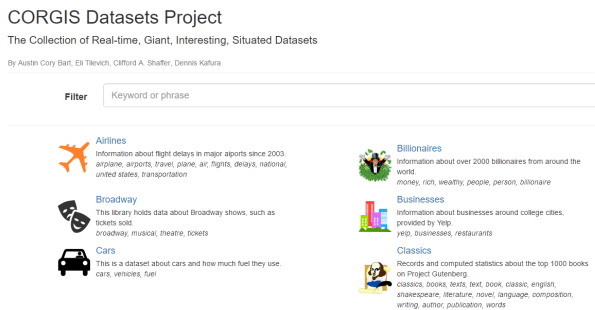 CORGIS Datasets Project
The Collection of Real-time, Giant, Interesting, Situated Datasets
By Austin Cory Bart, Eli Tilevich, Clifford A. Shaffer, Dennis Kafura
Filter
Keyword or phrase
Airlines
Information about flight delays in major aiports since 2003.
airplane, airports, travel, plane, air, flights, delays, national,
united states, transportation
Billionaires
Information about over 2000 billionaires from around the
world.
money, rich, wealthy, people, person, billionaire
Broadway
This library holds data about Broadway shows, such as
tickets sold.
broadway, musical, theatre, tickets
Businesses
Information about businesses around college cities,
provided by Yelp.
yelp, businesses, restaurants
Cars
This is a dataset about cars and how much fuel they use.
cars, vehicles, fuel
Classics
Records and computed statistics about the top 1000 books
on Project Gutenberg.
classics, books, texts, text, book, classic, english,
shakespeare, literature, novel, language, composition,
writing, author, publication, words